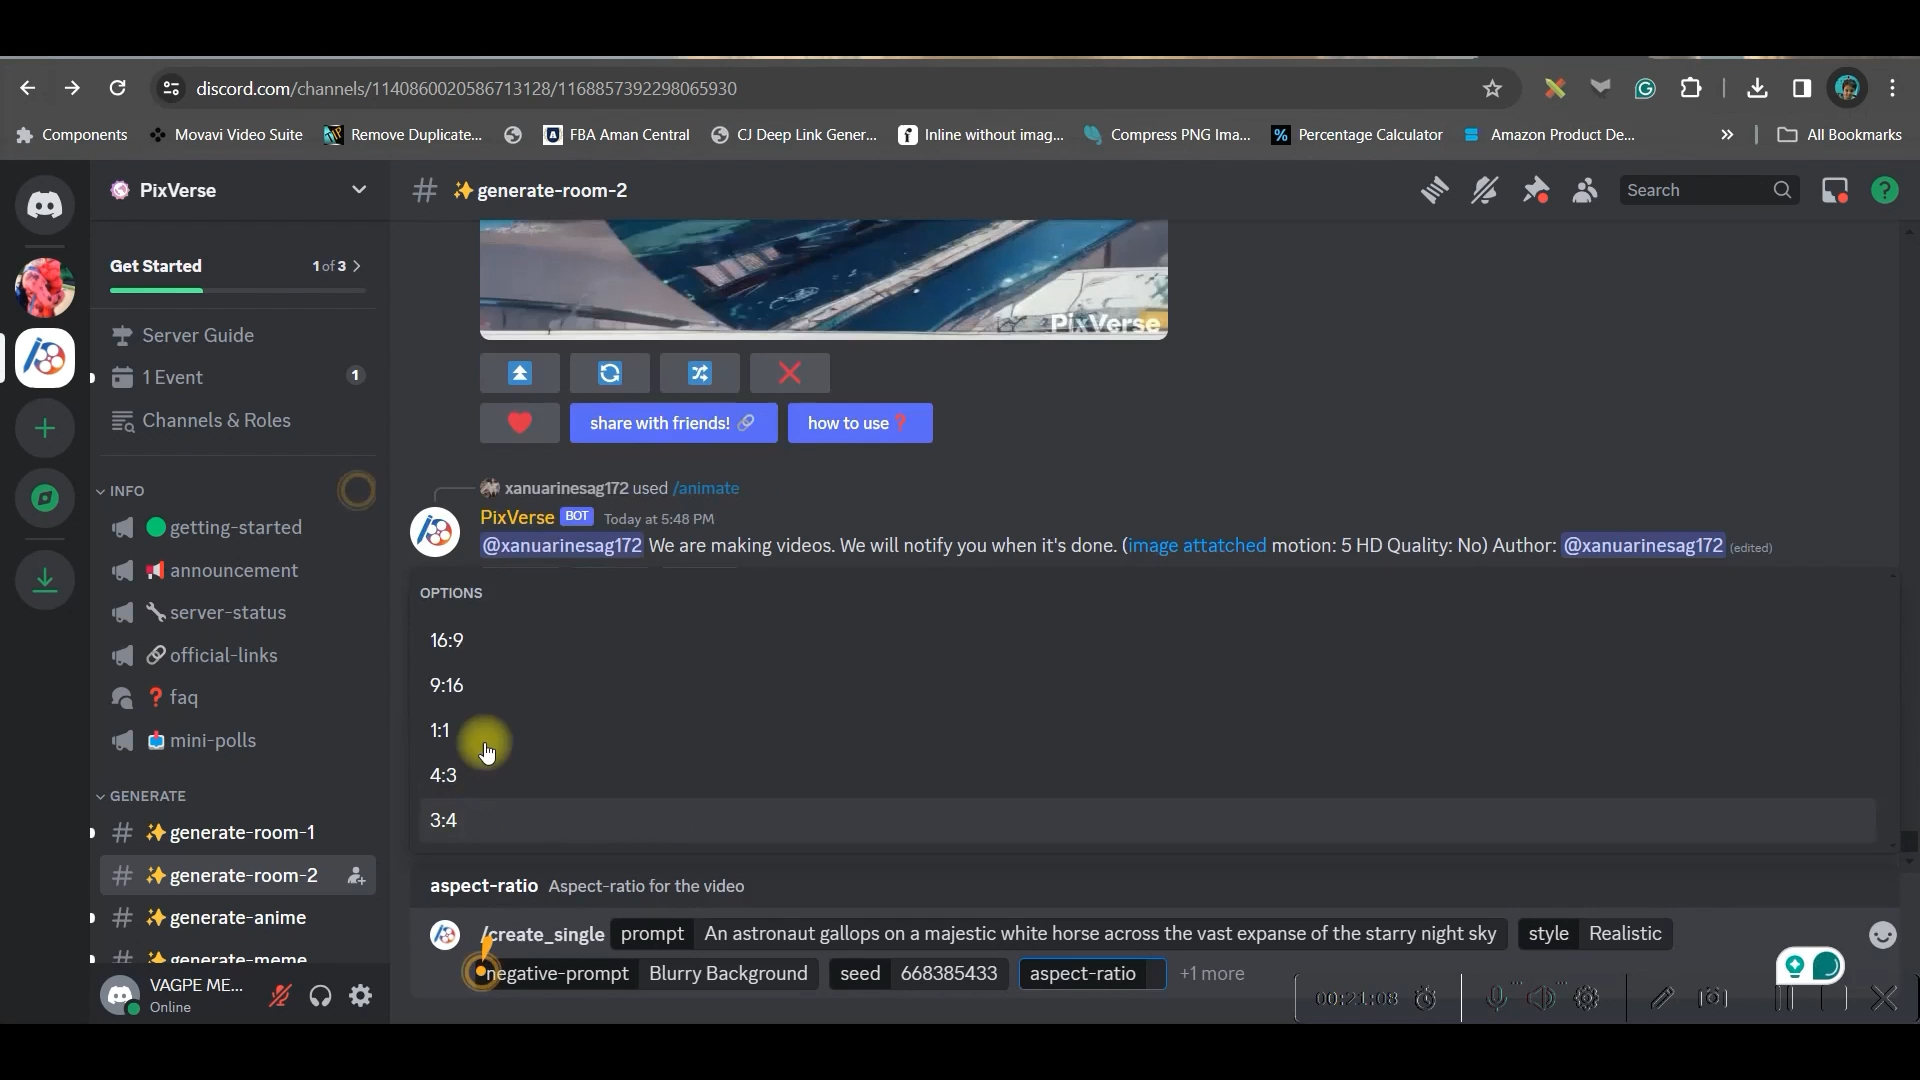 discord.com/channels/1140860020586713128/1168857392298065930
Components
Movavi Video Suite
Remove Duplicate...
FBA Aman Central
CJ Deep Link Gener...
Inline without imag...
Compress PNG Ima...
Percentage Calculator
Amazon Product De...
All Bookmarks
PixVerse
# ✨generate-room-2
Search
Get Started 1 of 3
Server Guide
1 Event 1
Channels & Roles
INFO
getting-started
announcement
server-status
official-links
❓faq
mini-polls
GENERATE
# ✨generate-room-1
# ✨generate-room-2
# ✨generate-anime
# ✨generate-meme
VAGPE ME...
Online
PixVerse
share with friends!
how to use❓
xanuarinesag172 used /animate
PixVerse BOT Today at 5:48 PM
@xanuarinesag172 We are making videos. We will notify you when it's done. (image attatched motion: 5 HD Quality: No) Author: @xanuarinesag172 (edited)
OPTIONS
16:9
9:16
1:1
4:3
3:4
aspect-ratio Aspect-ratio for the video
/create_single prompt An astronaut gallops on a majestic white horse across the vast expanse of the starry night sky style Realistic
negative-prompt Blurry Background seed 668385433 aspect-ratio +1 more
00:21:08